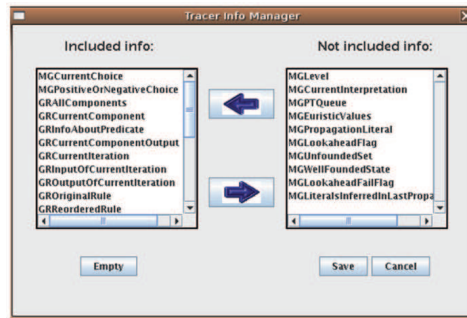 Tracer Info Manager
Included info:
Not included info:
MGCurrentChoice
MGPositiveOrNegativeChoice
GRAllComponents
GRCurrentComponent
GRInfoAboutPredicate
GRCurrentComponentOutput
GRCurrentIteration
GRInputOfCurrentIteration
GROutputOfCurrentIteration
GROriginalRule
GRReorderedRule
MGLevel
MGCurrentInterpretation
MGPTQueue
MGEuristicValues
MGPropagationLiteral
MGLookaheadFlag
MGUnfoundedSet
MGWellFoundedState
MGLookaheadFailFlag
MGLiteralsInferredInLastPropa
Empty
Save
Cancel